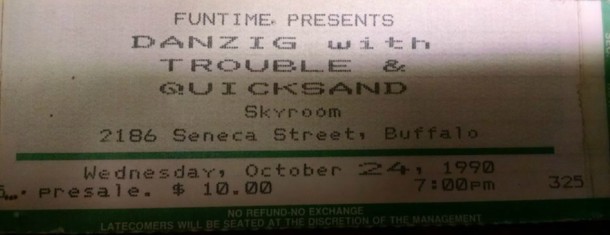 FUNTIME. PRESENTS
DANZIG with
TROUBLE &
QUICKSAND
Skyroom
2186 Seneca Street, Buffalo
Wednesday, October 24, 1990
presale. $ 10.00 7:00pm 325
NO REFUND-NO EXCHANGE
LATECOMERS WILL BE SEATED AT THE DISCRETION OF THE MANAGEMENT